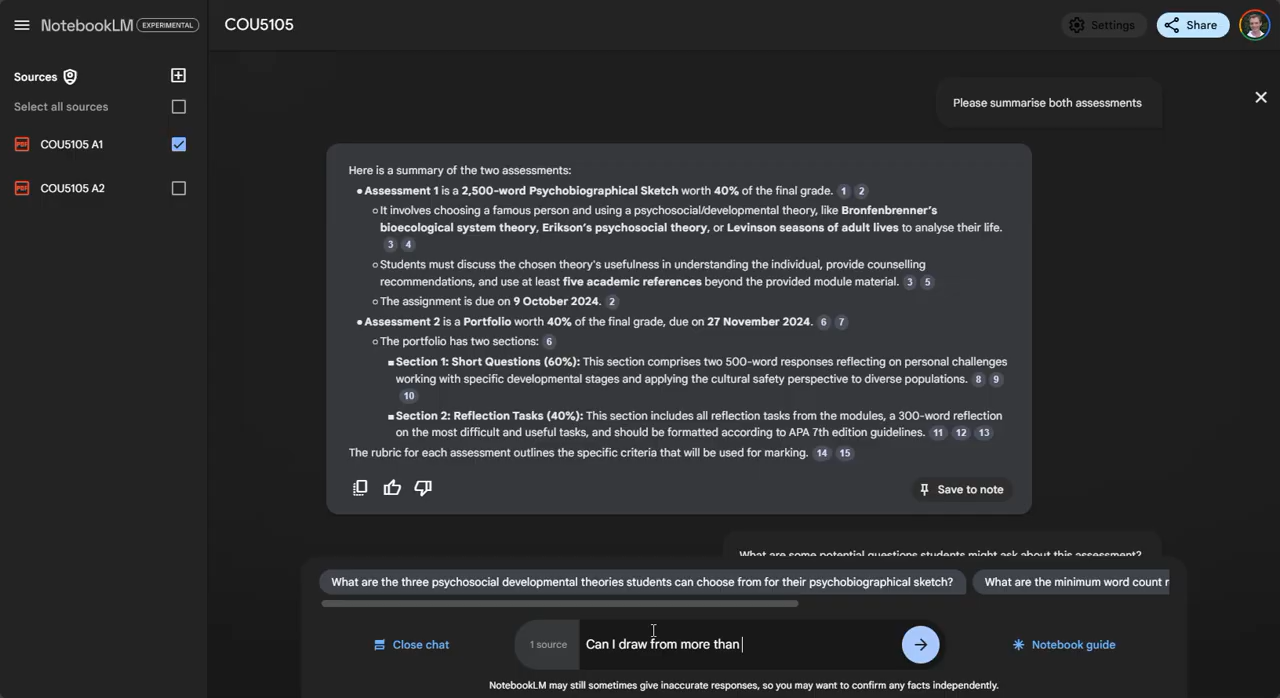 NotebookLM EXPERIMENTAL
COU5105
Settings
Share
Sources
Select all sources
PDF COU5105 A1
PDF COU5105 A2
Please summarise both assessments
Here is a summary of the two assessments:
• Assessment 1 is a 2,500-word Psychobiographical Sketch worth 40% of the final grade. 1 2
○ It involves choosing a famous person and using a psychosocial/developmental theory, like Bronfenbrenner's
bioecological system theory, Erikson's psychosocial theory, or Levinson seasons of adult lives to analyse their life.
3 4
○ Students must discuss the chosen theory's usefulness in understanding the individual, provide counselling
recommendations, and use at least five academic references beyond the provided module material. 3 5
○ The assignment is due on 9 October 2024. 2
• Assessment 2 is a Portfolio worth 40% of the final grade, due on 27 November 2024. 6 7
○ The portfolio has two sections: 6
■ Section 1: Short Questions (60%): This section comprises two 500-word responses reflecting on personal challenges
working with specific developmental stages and applying the cultural safety perspective to diverse populations. 8 9
10
■ Section 2: Reflection Tasks (40%): This section includes all reflection tasks from the modules, a 300-word reflection
on the most difficult and useful tasks, and should be formatted according to APA 7th edition guidelines. 11 12 13
The rubric for each assessment outlines the specific criteria that will be used for marking. 14 15
Save to note
What are some potential questions students might ask about this assessment?
What are the three psychosocial developmental theories students can choose from for their psychobiographical sketch?
What are the minimum word count r
Close chat
1 source
Can I draw from more than
Notebook guide
NotebookLM may still sometimes give inaccurate responses, so you may want to confirm any facts independently.